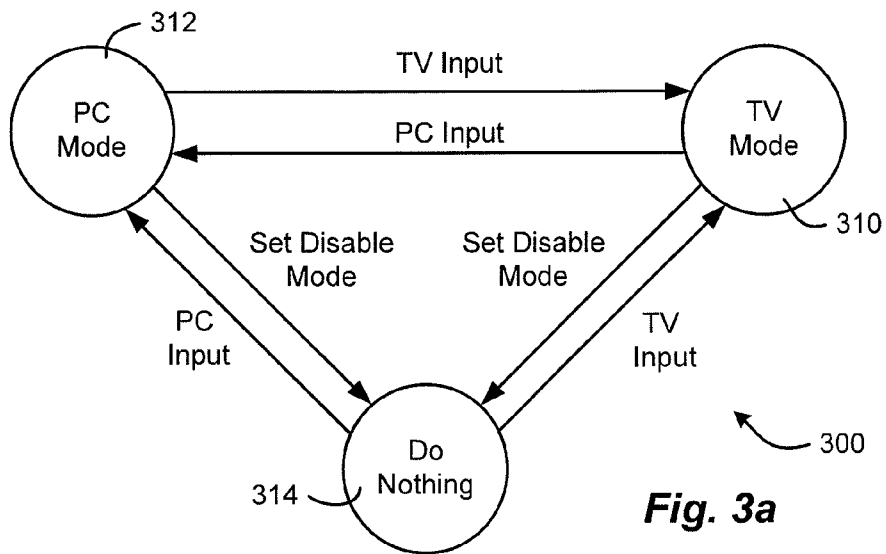 312
PC
Mode
TV Input
PC Input
TV
Mode
310
Set Disable
Mode
Set Disable
Mode
PC
Input
TV
Input
Do
Nothing
314
300
Fig. 3a